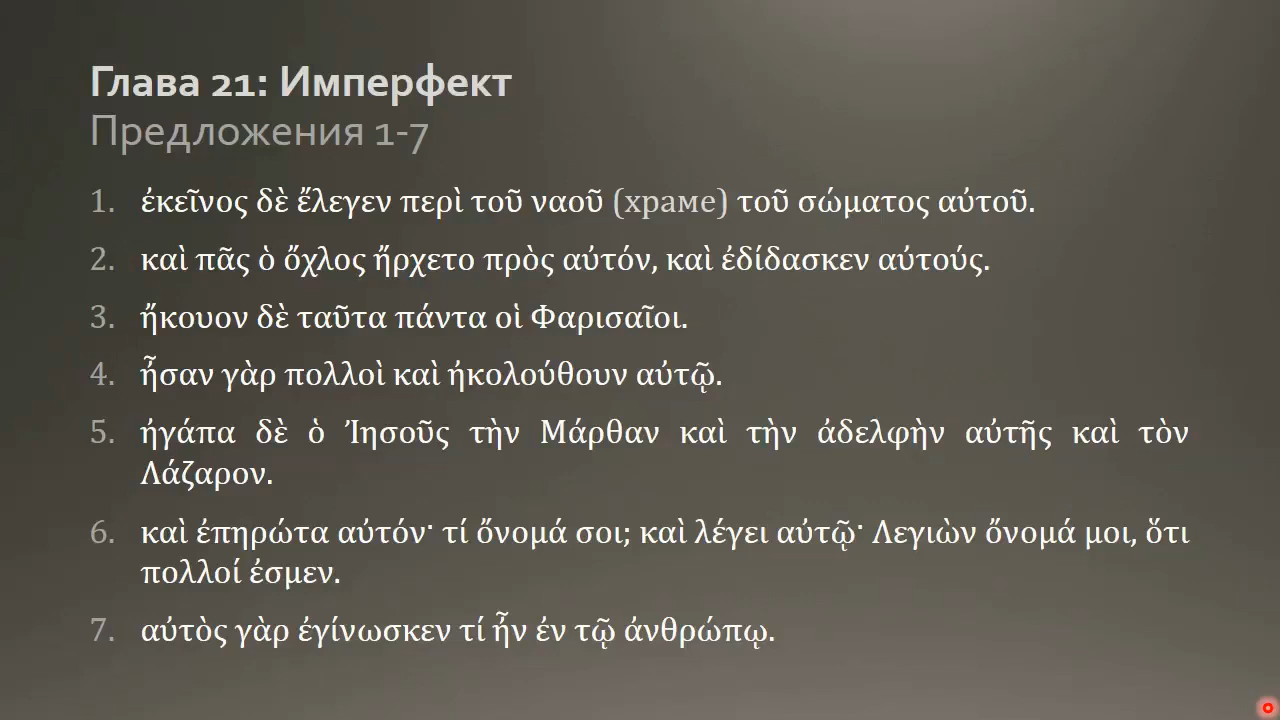 Глава 21: Имперфект
Предложения 1-7
1. ἐκεῖνος δὲ ἔλεγεν περὶ τοῦ ναοῦ (храме) τοῦ σώματος αὐτοῦ.
2. καὶ πᾶς ὁ ὄχλος ἤρχετο πρὸς αὐτόν, καὶ ἐδίδασκεν αὐτούς.
3. ἤκουον δὲ ταῦτα πάντα οἱ Φαρισαῖοι.
4. ἦσαν γὰρ πολλοὶ καὶ ἠκολούθουν αὐτῷ.
5. ἠγάπα δὲ ὁ Ἰησοῦς τὴν Μάρθαν καὶ τὴν ἀδελφὴν αὐτῆς καὶ τὸν
Λάζαρον.
6. καὶ ἐπηρώτα αὐτόν· τί ὄνομά σοι; καὶ λέγει αὐτῷ· Λεγιὼν ὄνομά μοι, ὅτι
πολλοί ἐσμεν.
7. αὐτὸς γὰρ ἐγίνωσκεν τί ἦν ἐν τῷ ἀνθρώπῳ.